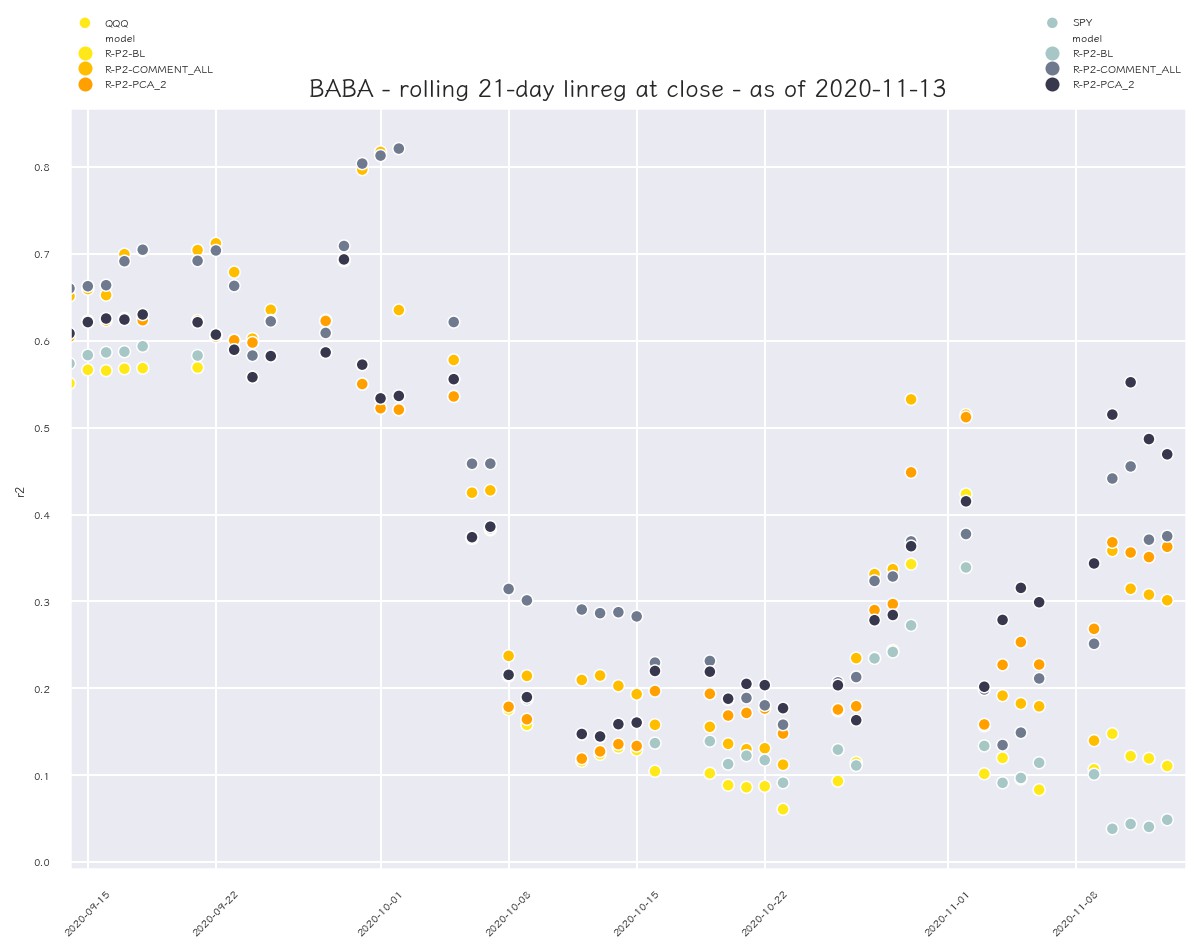 QQQ
model
R-P2-BL
R-P2-COMMENT_ALL
R-P2-PCA_2
SPY
model
R-P2-BL
R-P2-COMMENT_ALL
R-P2-PCA_2
BABA - rolling 21-day linreg at close - as of 2020-11-13
0.8
0.7
0.6
0.5
0.4
0.3
0.2
0.1
0.0
r2
2020-09-15
2020-09-22
2020-10-01
2020-10-08
2020-10-15
2020-10-22
2020-11-01
2020-11-08